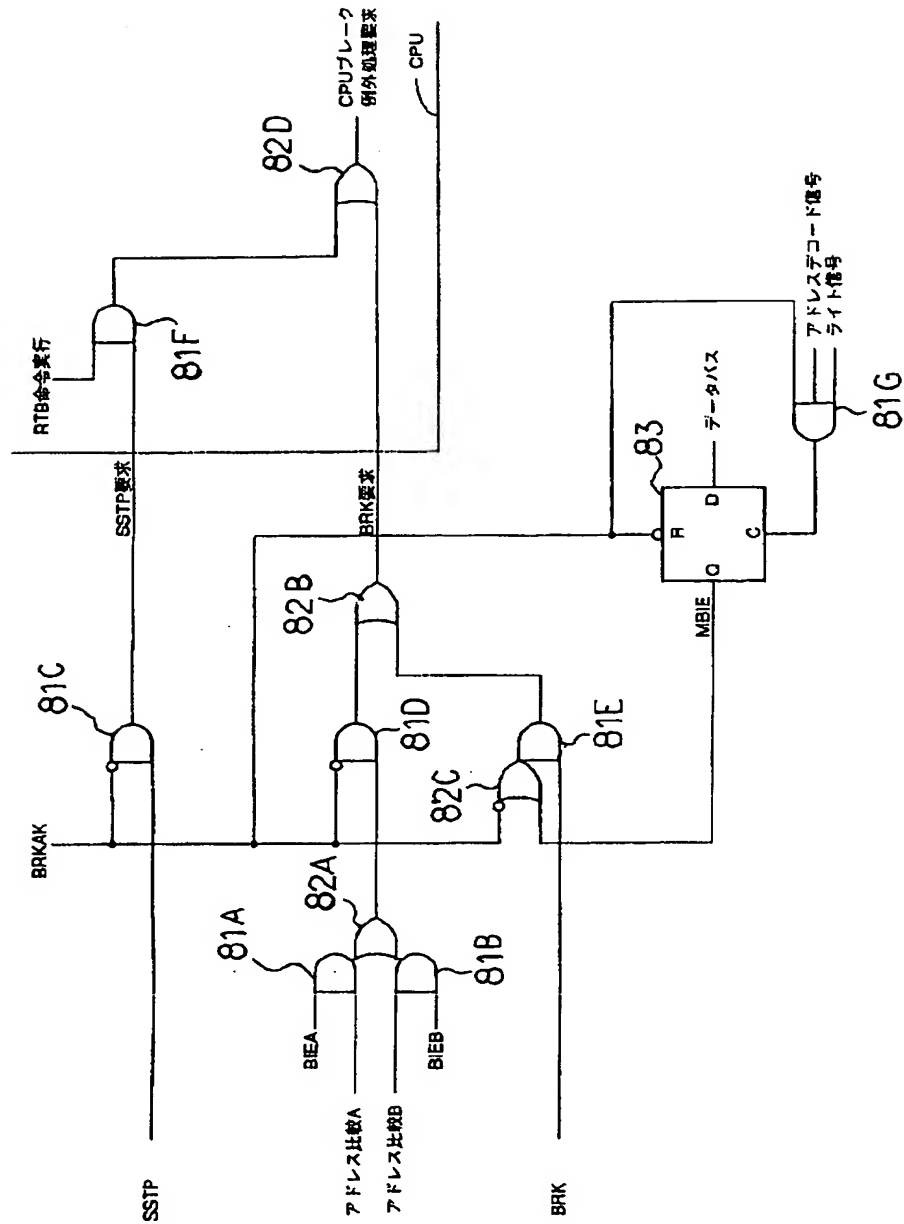 RTB命令実行
81F
82D
CPUブレーク
例外処理要求
CPU
SSTP要求
BRK要求
BRKAK
81C
82B
81D
82C
81E
81A
82A
81B
BIEA
アドレス比較A
アドレス比較B
BIEB
SSTP
BRK
83
R
D
Q
C
MBIE
データバス
アドレスデコード信号
ライト信号
81G